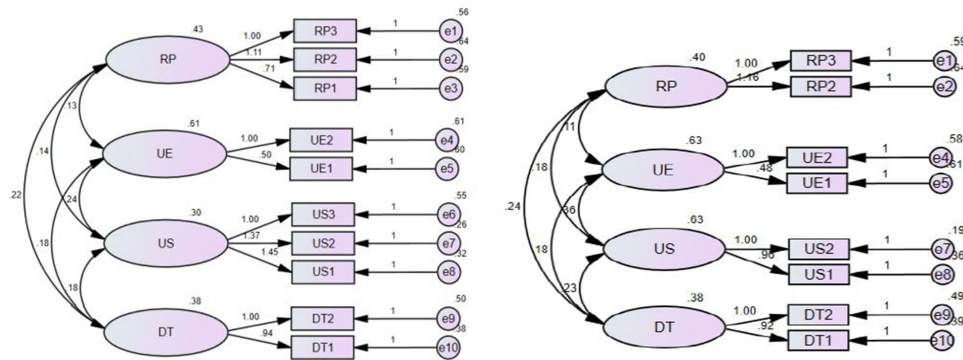 .56
.43
1.00
RP3
1
e1
.64
RP
1.11
RP2
1
e2
.59
.71
RP1
1
e3
.13
.61
.61
.14
UE
1.00
UE2
1
e4
.60
.50
UE1
1
e5
.22
.24
.55
.30
1.00
US3
1
e6
.26
.18
US
1.37
US2
1
e7
.32
1.45
US1
1
e8
.18
.38
.50
DT
1.00
DT2
1
e9
.38
.94
DT1
1
e10
.59
.40
1.00
RP3
1
e1
.64
RP
1.16
RP2
1
e2
.11
.18
.63
.58
UE
1.00
UE2
1
e4
.61
.48
UE1
1
e5
.24
.36
.63
.18
US
1.00
US2
1
.19
e7
.96
US1
1
.36
e8
.23
.38
.49
DT
1.00
DT2
1
e9
.39
.92
DT1
1
e10